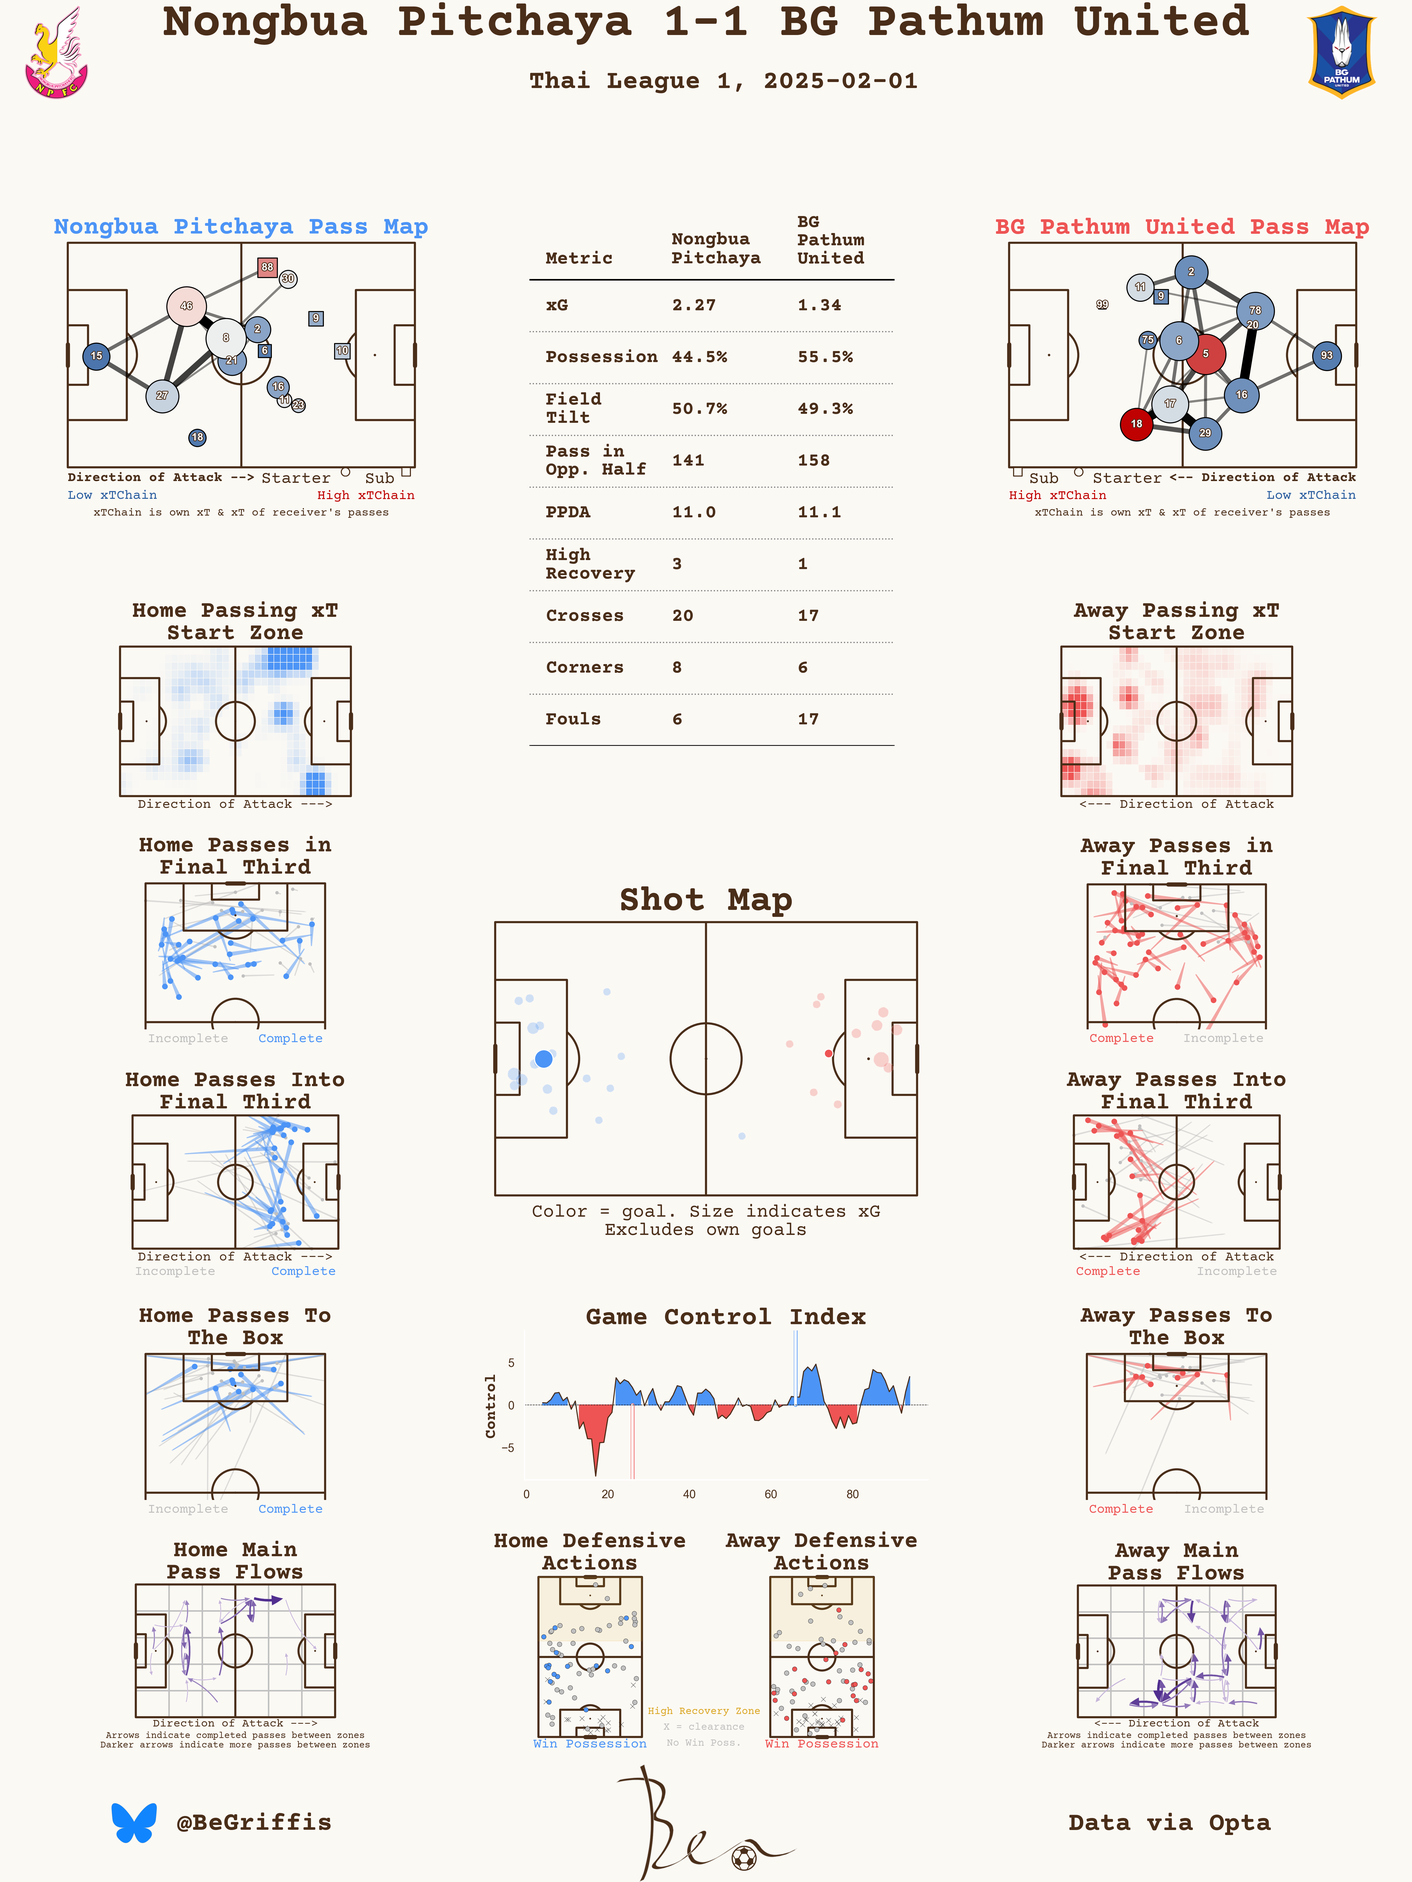 Nongbua Pitchaya 1-1 BG Pathum United
Thai League 1, 2025-02-01
N P F C
BG
PATHUM
UNITED
Nongbua Pitchaya Pass Map
88
30
46
9
2
8
6
10
15
21
16
27
11
23
18
Direction of Attack --> Starter Sub
Low xTChain High xTChain
xTChain is own xT & xT of receiver's passes
Metric Nongbua Pitchaya BG Pathum United
xG 2.27 1.34
Possession 44.5% 55.5%
Field Tilt 50.7% 49.3%
Pass in Opp. Half 141 158
PPDA 11.0 11.1
High Recovery 3 1
Crosses 20 17
Corners 8 6
Fouls 6 17
BG Pathum United Pass Map
2
11
9
99
78
20
75
6
5
93
16
17
18
29
Sub Starter <-- Direction of Attack
High xTChain Low xTChain
xTChain is own xT & xT of receiver's passes
Home Passing xT
Start Zone
Direction of Attack --->
Away Passing xT
Start Zone
<--- Direction of Attack
Home Passes in
Final Third
Incomplete Complete
Away Passes in
Final Third
Complete Incomplete
Shot Map
Color = goal. Size indicates xG
Excludes own goals
Home Passes Into
Final Third
Direction of Attack --->
Incomplete Complete
Away Passes Into
Final Third
<--- Direction of Attack
Complete Incomplete
Home Passes To
The Box
Incomplete Complete
Game Control Index
Control
5
0
−5
0 20 40 60 80
Away Passes To
The Box
Complete Incomplete
Home Main
Pass Flows
Direction of Attack --->
Arrows indicate completed passes between zones
Darker arrows indicate more passes between zones
Home Defensive
Actions
Win Possession
Away Defensive
Actions
Win Possession
High Recovery Zone
X = clearance
No Win Poss.
Away Main
Pass Flows
<--- Direction of Attack
Arrows indicate completed passes between zones
Darker arrows indicate more passes between zones
@BeGriffis
Ben
Data via Opta